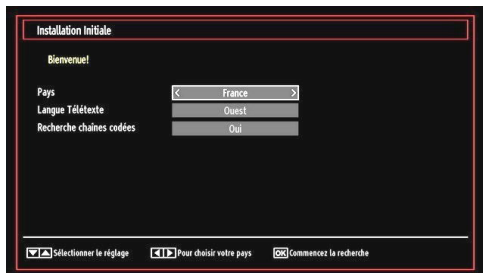 Installation Initiale
Bienvenue!
Pays < France >
Langue Télétexte Ouest
Recherche chaînes codées Oui
Sélectionner le réglage Pour choisir votre pays OK Commencez la recherche